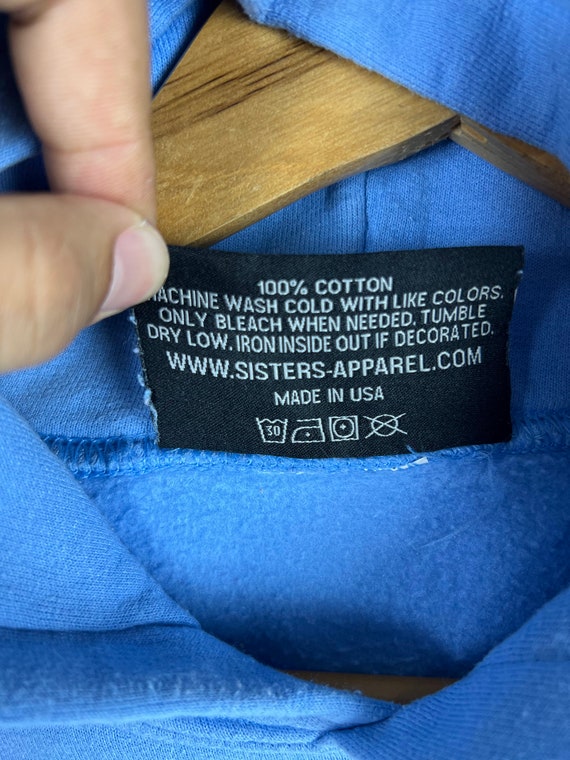 100% COTTON
MACHINE WASH COLD WITH LIKE COLORS.
ONLY BLEACH WHEN NEEDED. TUMBLE
DRY LOW. IRON INSIDE OUT IF DECORATED.
WWW.SISTERS-APPAREL.COM
MADE IN USA
30